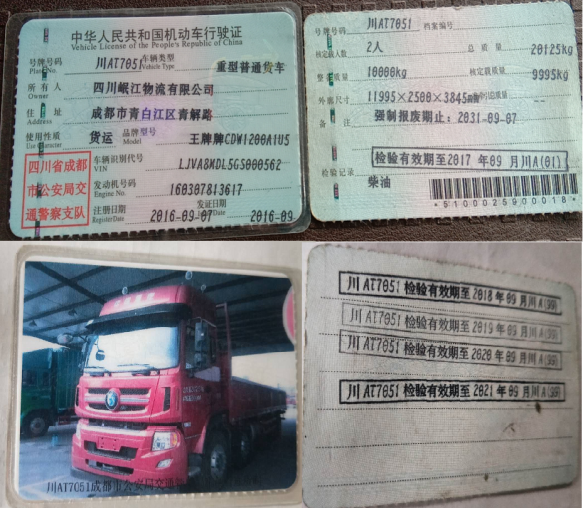 中华人民共和国机动车行驶证
Vehicle License of the People's Republic of China
号牌号码 川AT7051 车辆类型 重型普通货车
Plate No. Vehicle Type
所有人 四川岷江物流有限公司
Owner
住址 成都市青白江区青解路
Address
使用性质 货运 品牌型号 王牌牌CDW1200A1U5
Use Character Model
四川省成都
市公安局交
通警察支队
车辆识别代号 LJVA8MDL5GS000562
VIN
发动机号码 160307813617
Engine No.
注册日期 2016-09-07 发证日期 2016-09
Register Date
号牌号码 川AT7051 档案编号
核定载人数 2人 总质量 20125kg
整备质量 10000kg 核定载质量 9995kg
外廓尺寸 11995×2500×3845mm --
备注 强制报废期止:2031-09-07
检验有效期至2017年09月川A(01)
检验记录
柴油
*5100025900018*
川AT7051成都市公安局交通
川AT7051检验有效期至2018年09月川A(99)
川AT7051检验有效期至2019年09月川A(99)
川AT7051检验有效期至2020年09月川A(99)
川AT7051检验有效期至2021年09月川A(99)